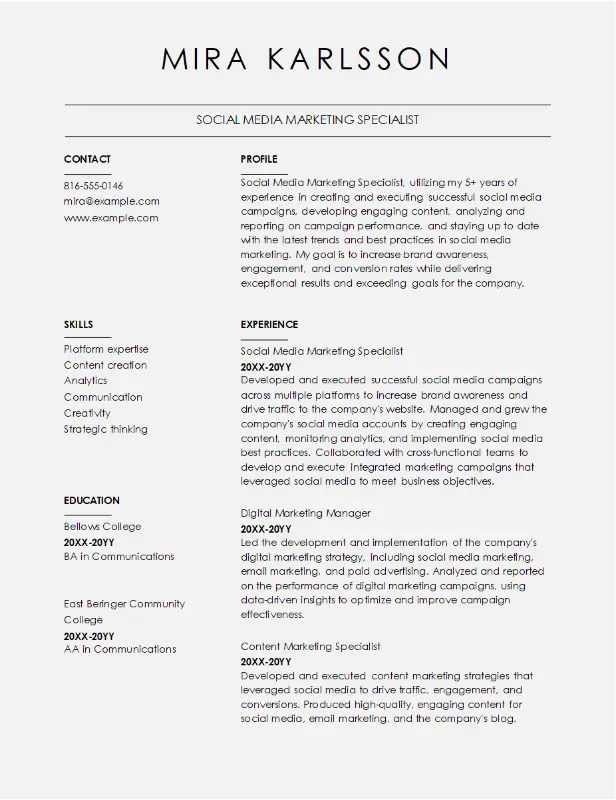 MIRA KARLSSON
SOCIAL MEDIA MARKETING SPECIALIST
CONTACT
816-555-0146
mira@example.com
www.example.com
SKILLS
Platform expertise
Content creation
Analytics
Communication
Creativity
Strategic thinking
EDUCATION
Bellows College
20XX-20YY
BA in Communications
East Beringer Community
College
20XX-20YY
AA in Communications
PROFILE
Social Media Marketing Specialist, utilizing my 5+ years of
experience in creating and executing successful social media
campaigns, developing engaging content, analyzing and
reporting on campaign performance, and staying up to date
with the latest trends and best practices in social media
marketing. My goal is to increase brand awareness,
engagement, and conversion rates while delivering
exceptional results and exceeding goals for the company.
EXPERIENCE
Social Media Marketing Specialist
20XX-20YY
Developed and executed successful social media campaigns
across multiple platforms to increase brand awareness and
drive traffic to the company's website. Managed and grew the
company's social media accounts by creating engaging
content, monitoring analytics, and implementing social media
best practices. Collaborated with cross-functional teams to
develop and execute integrated marketing campaigns that
leveraged social media to meet business objectives.
Digital Marketing Manager
20XX-20YY
Led the development and implementation of the company's
digital marketing strategy, including social media marketing,
email marketing, and paid advertising. Analyzed and reported
on the performance of digital marketing campaigns, using
data-driven insights to optimize and improve campaign
effectiveness.
Content Marketing Specialist
20XX-20YY
Developed and executed content marketing strategies that
leveraged social media to drive traffic, engagement, and
conversions. Produced high-quality, engaging content for
social media, email marketing, and the company's blog.